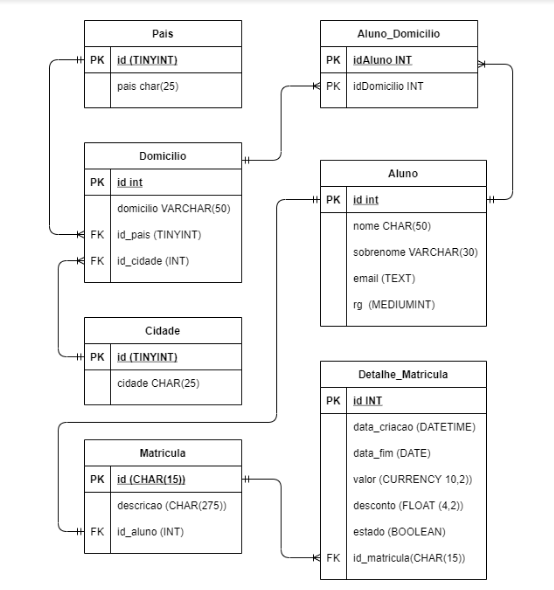 Pais
PK id (TINYINT)
pais char(25)
Domicilio
PK id int
domicilio VARCHAR(50)
FK id_pais (TINYINT)
FK id_cidade (INT)
Cidade
PK id (TINYINT)
cidade CHAR(25)
Matricula
PK id (CHAR(15))
descricao (CHAR(275))
FK id_aluno (INT)
Aluno_Domicilio
PK idAluno INT
PK idDomicilio INT
Aluno
PK id int
nome CHAR(50)
sobrenome VARCHAR(30)
email (TEXT)
rg (MEDIUMINT)
Detalhe_Matricula
PK id INT
data_criacao (DATETIME)
data_fim (DATE)
valor (CURRENCY 10,2))
desconto (FLOAT (4,2))
estado (BOOLEAN)
FK id_matricula(CHAR(15))